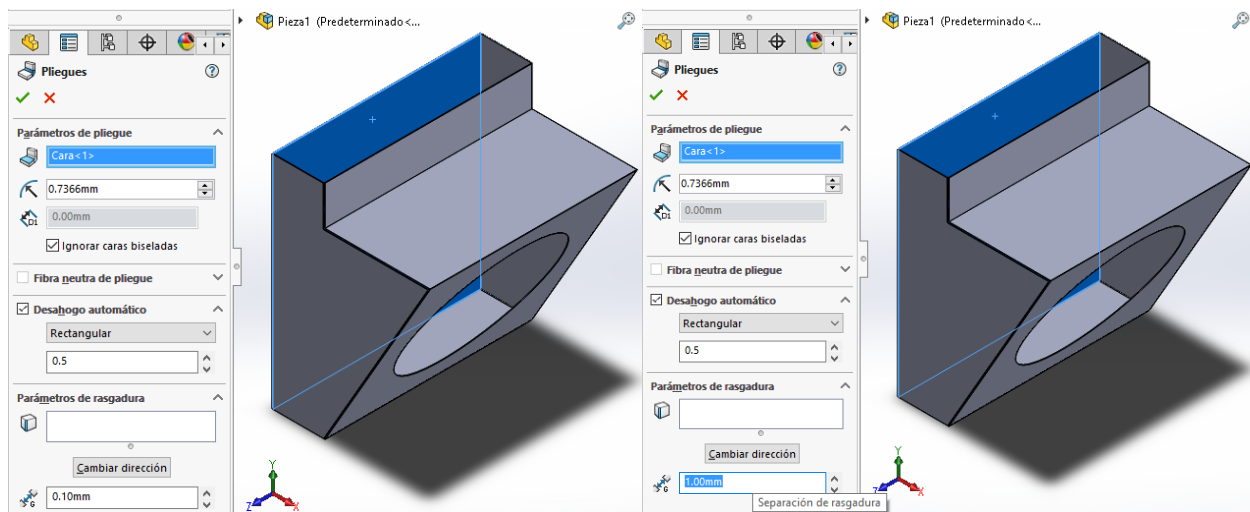 Pieza1 (Predeterminado<...
Pliegues
Parámetros de pliegue
Cara<1>
0.7366mm
D1
0.00mm
Ignorar caras biseladas
Fibra neutra de pliegue
Desahogo automático
Rectangular
0.5
Parámetros de rasgadura
Cambiar dirección
G
0.10mm
Y
Z
X
Pieza1 (Predeterminado<...
Pliegues
Parámetros de pliegue
Cara<1>
0.7366mm
D1
0.00mm
Ignorar caras biseladas
Fibra neutra de pliegue
Desahogo automático
Rectangular
0.5
Parámetros de rasgadura
Cambiar dirección
G
1.00mm
Separación de rasgadura
Y
Z
X